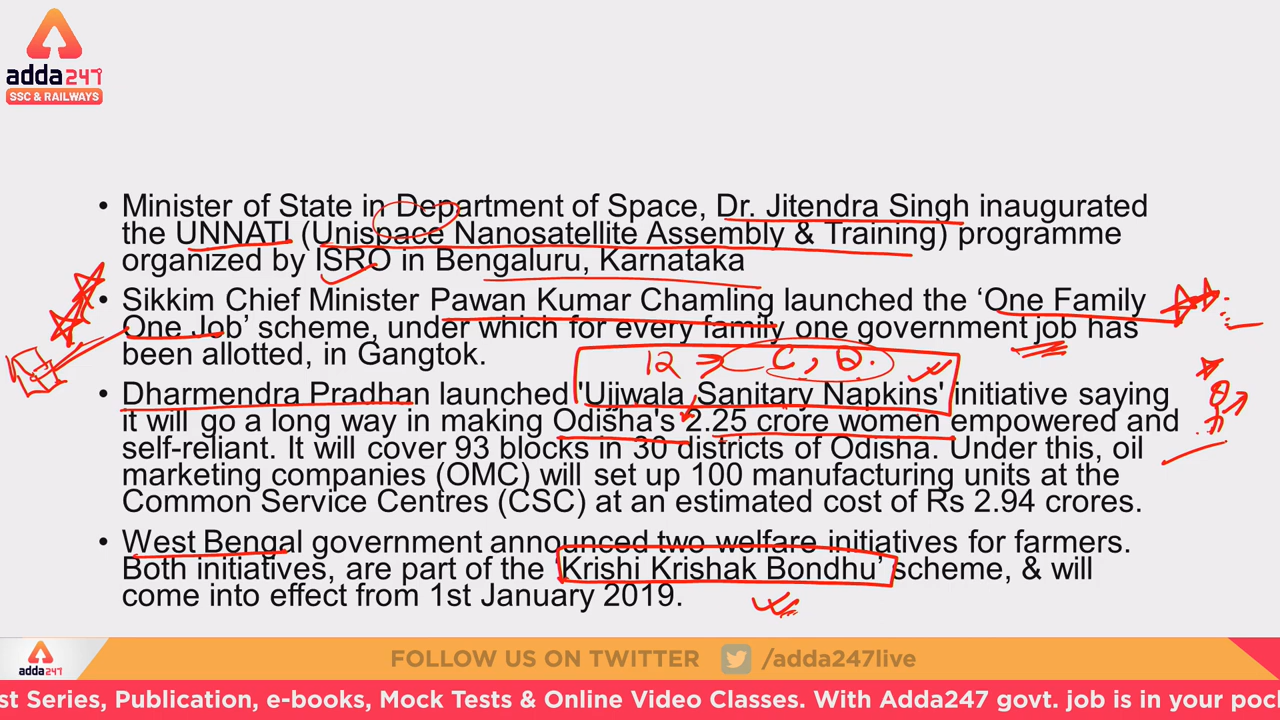 adda247
SSC & RAILWAYS
• Minister of State in Department of Space, Dr. Jitendra Singh inaugurated
the UNNATI (Unispace Nanosatellite Assembly & Training) programme
organized by ISRO in Bengaluru, Karnataka
• Sikkim Chief Minister Pawan Kumar Chamling launched the ‘One Family
One Job’ scheme, under which for every family one government job has
been allotted, in Gangtok.
12 ⇒ C, D.
• Dharmendra Pradhan launched 'Ujjwala Sanitary Napkins' initiative saying
it will go a long way in making Odisha's 2.25 crore women empowered and
self-reliant. It will cover 93 blocks in 30 districts of Odisha. Under this, oil
marketing companies (OMC) will set up 100 manufacturing units at the
Common Service Centres (CSC) at an estimated cost of Rs 2.94 crores.
• West Bengal government announced two welfare initiatives for farmers.
Both initiatives, are part of the ‘Krishi Krishak Bondhu’ scheme, & will
come into effect from 1st January 2019.
adda247
FOLLOW US ON TWITTER /adda247live
st Series, Publication, e-books, Mock Tests & Online Video Classes. With Adda247 govt. job is in your poc